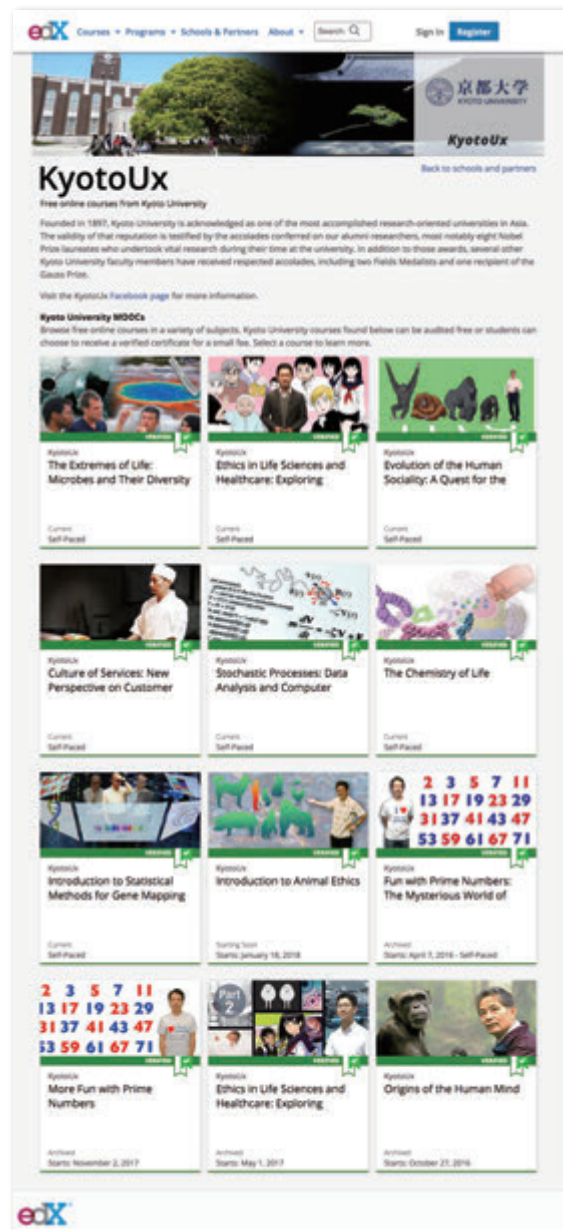 edX Courses Programs Schools & Partners About Search Sign In Register
京都大学
KYOTO UNIVERSITY
KyotoUx
Back to schools and partners
KyotoUx
Free online courses from Kyoto University
Founded in 1897, Kyoto University is acknowledged as one of the most accomplished research-oriented universities in Asia.
The validity of that reputation is testified by the accolades conferred on our alumni researchers, most notably eight Nobel
Prize laureates who undertook vital research during their time at the university. In addition to those awards, several other
Kyoto University faculty members have received respected accolades, including two Fields Medalists and one recipient of the
Gauss Prize.
Visit the KyotoUx Facebook page for more information.
Kyoto University MOOCs
Browse free online courses in a variety of subjects. Kyoto University courses found below can be audited free or students can
choose to receive a verified certificate for a small fee. Select a course to learn more.
VERIFIED
KyotoUx
The Extremes of Life:
Microbes and Their Diversity
Current
Self-Paced
VERIFIED
KyotoUx
Ethics in Life Sciences and
Healthcare: Exploring
Current
Self-Paced
VERIFIED
KyotoUx
Evolution of the Human
Sociality: A Quest for the
Current
Self-Paced
VERIFIED
KyotoUx
Culture of Services: New
Perspective on Customer
Current
Self-Paced
VERIFIED
KyotoUx
Stochastic Processes: Data
Analysis and Computer
Current
Self-Paced
VERIFIED
KyotoUx
The Chemistry of Life
Current
Self-Paced
VERIFIED
KyotoUx
Introduction to Statistical
Methods for Gene Mapping
Current
Self-Paced
VERIFIED
KyotoUx
Introduction to Animal Ethics
Starting Soon
Starts: January 18, 2018
2 3 5 7 11
13 17 19 23 29
31 37 41 43 47
53 59 61 67 71
VERIFIED
KyotoUx
Fun with Prime Numbers:
The Mysterious World of
Archived
Starts: April 7, 2016 - Self-Paced
2 3 5 7 11
13 17 19 23 29
31 37 41 43 47
53 59 61 67 71
VERIFIED
KyotoUx
More Fun with Prime
Numbers
Archived
Starts: November 2, 2017
Part
2
VERIFIED
KyotoUx
Ethics in Life Sciences and
Healthcare: Exploring
Archived
Starts: May 1, 2017
VERIFIED
KyotoUx
Origins of the Human Mind
Archived
Starts: October 27, 2016
edX